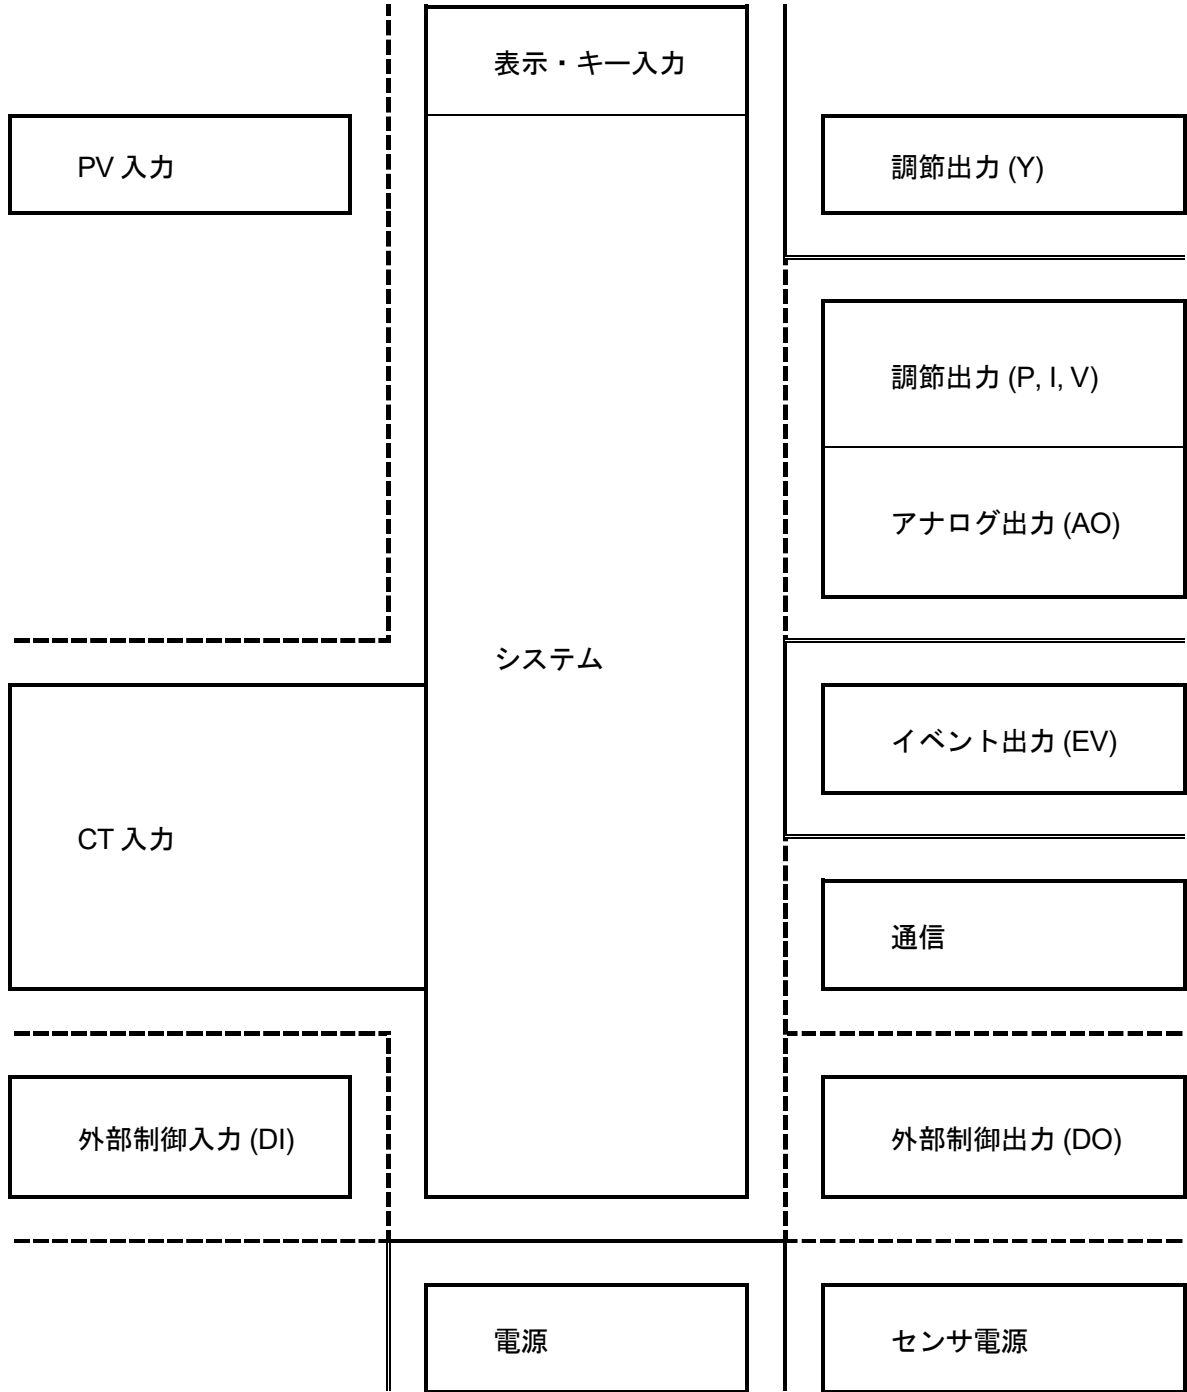 表示・キー入力
PV 入力
調節出力 (Y)
調節出力 (P, I, V)
アナログ出力 (AO)
システム
イベント出力 (EV)
CT 入力
通信
外部制御入力 (DI)
外部制御出力 (DO)
電源
センサ電源